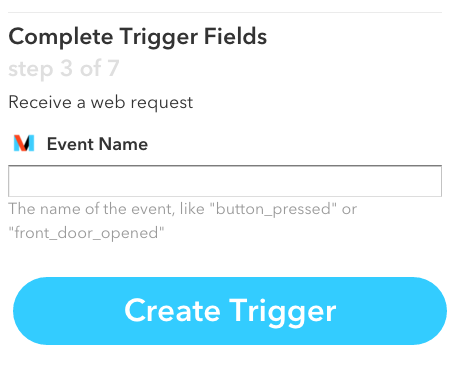 Complete Trigger Fields
step 3 of 7
Receive a web request
Event Name
The name of the event, like "button_pressed" or
"front_door_opened"
Create Trigger